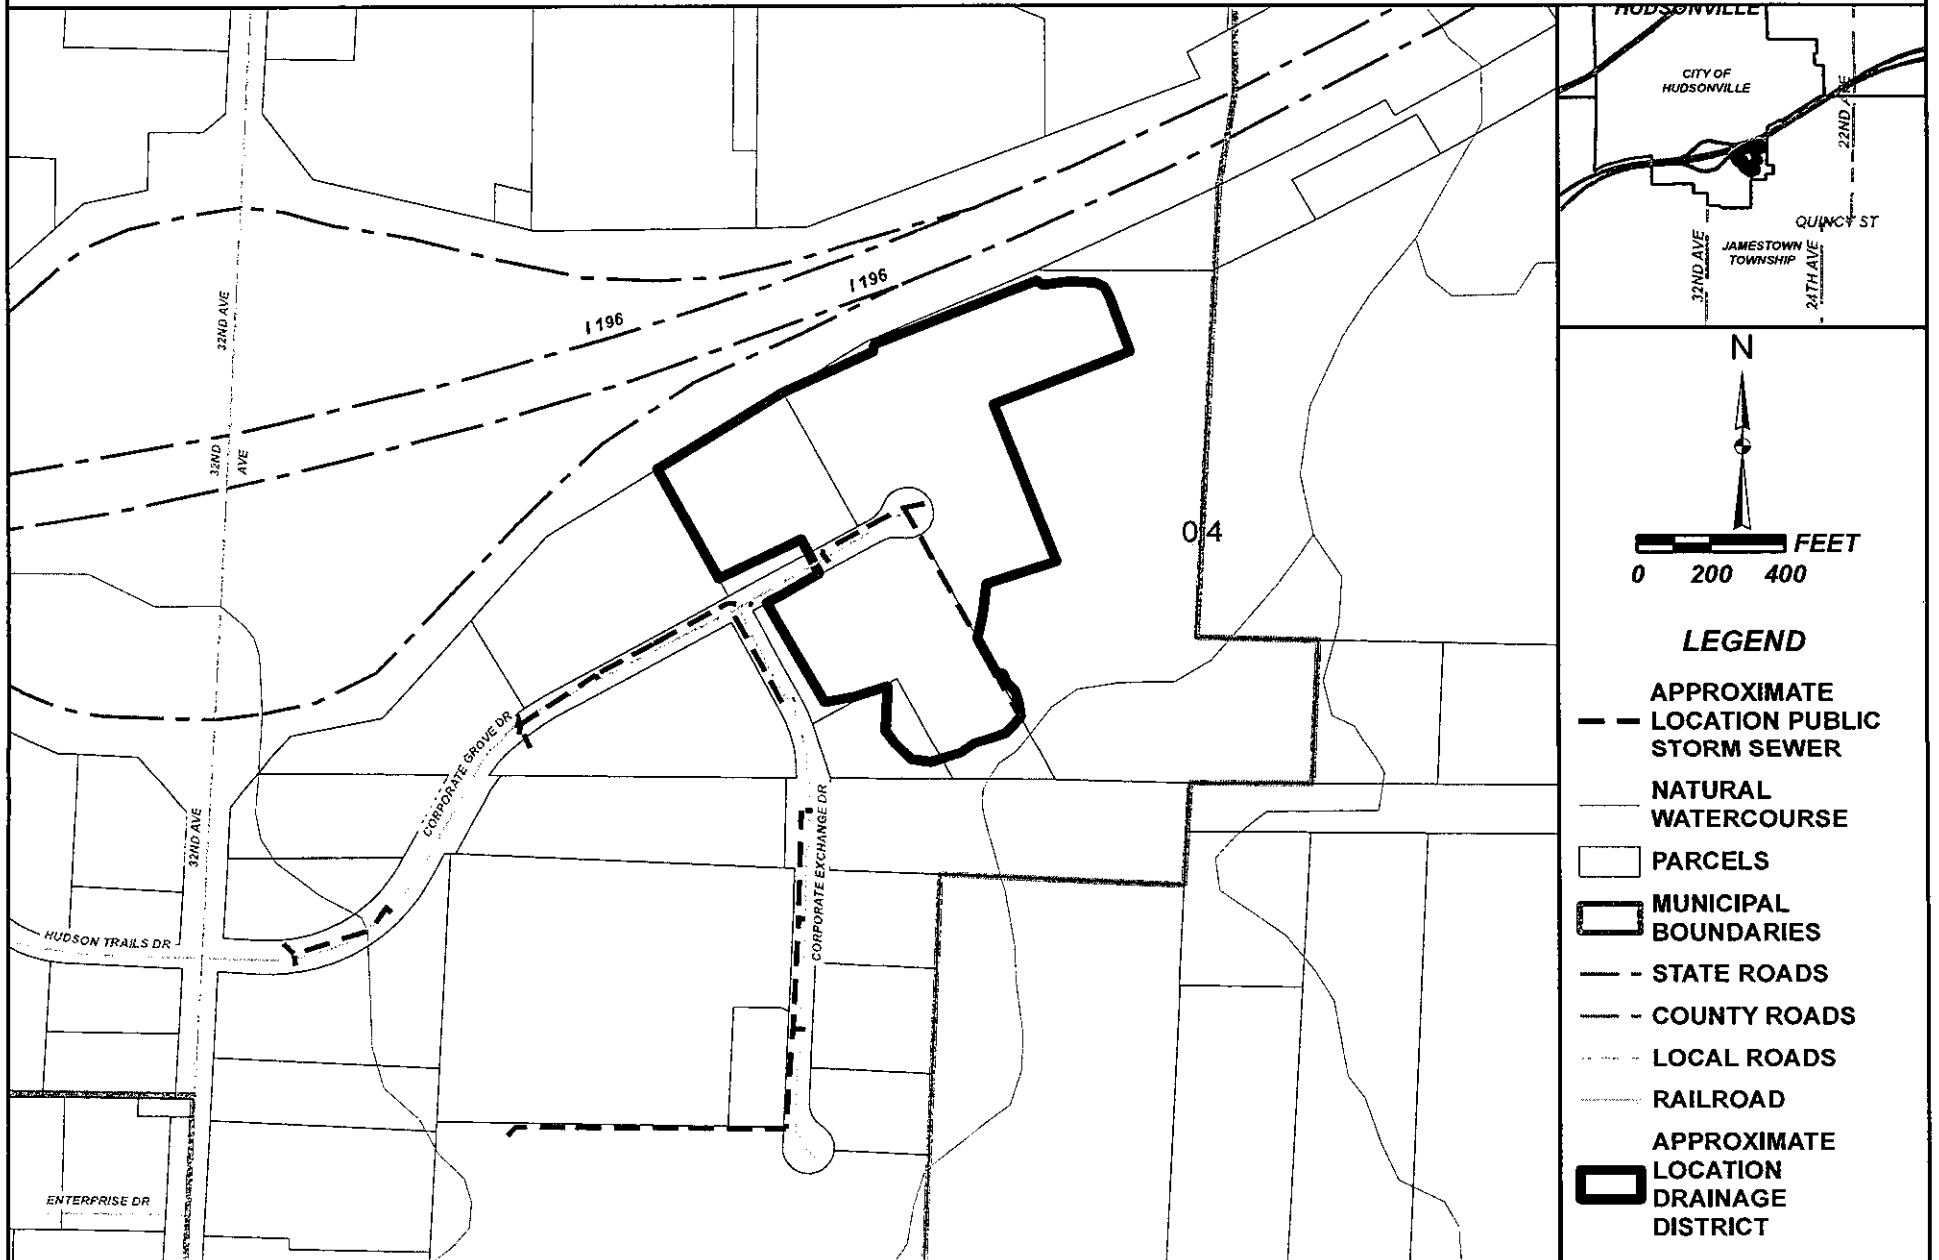 HUDSONVILLE
CITY OF
HUDSONVILLE
22ND AVE
QUINCY ST
JAMESTOWN
TOWNSHIP
32ND AVE
24TH AVE
I 196
I 196
32ND AVE
32ND
AVE
04
32ND AVE
CORPORATE GROVE DR
CORPORATE EXCHANGE DR
HUDSON TRAILS DR
ENTERPRISE DR
N
FEET
0 200 400
LEGEND
APPROXIMATE
LOCATION PUBLIC
STORM SEWER
NATURAL
WATERCOURSE
PARCELS
MUNICIPAL
BOUNDARIES
STATE ROADS
COUNTY ROADS
LOCAL ROADS
RAILROAD
APPROXIMATE
LOCATION
DRAINAGE
DISTRICT